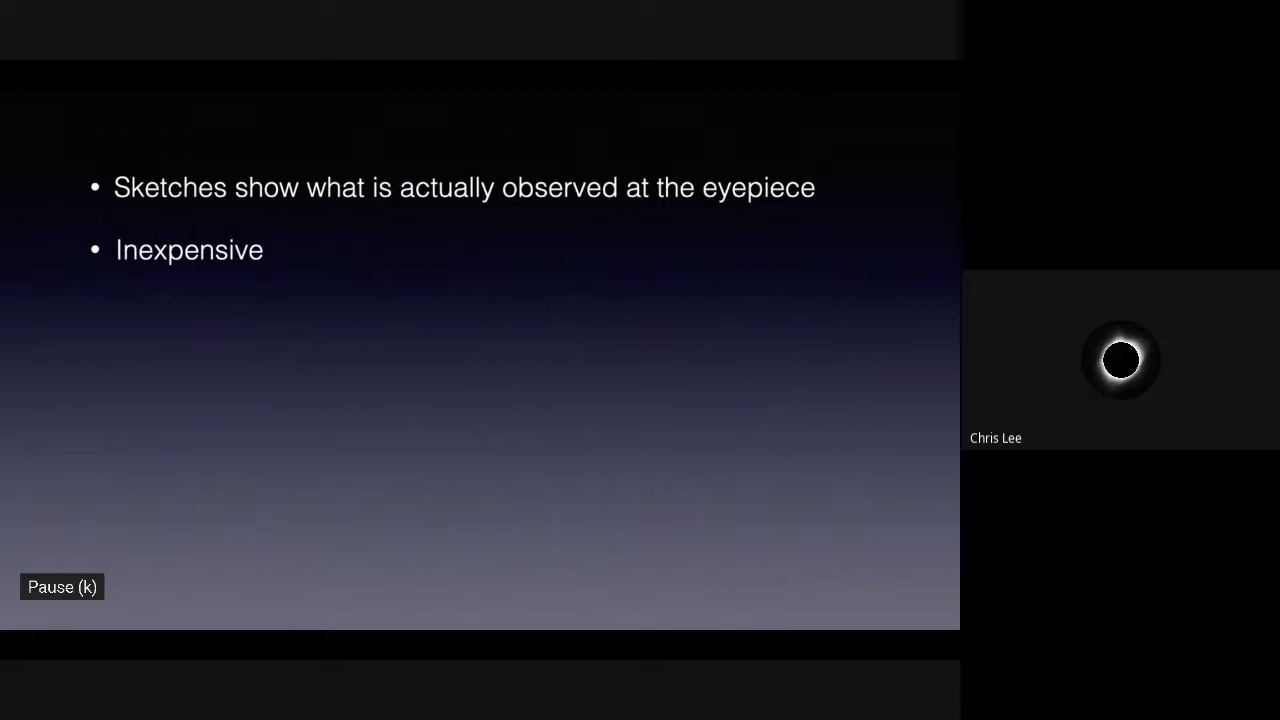 • Sketches show what is actually observed at the eyepiece
• Inexpensive
Chris Lee
Pause (k)